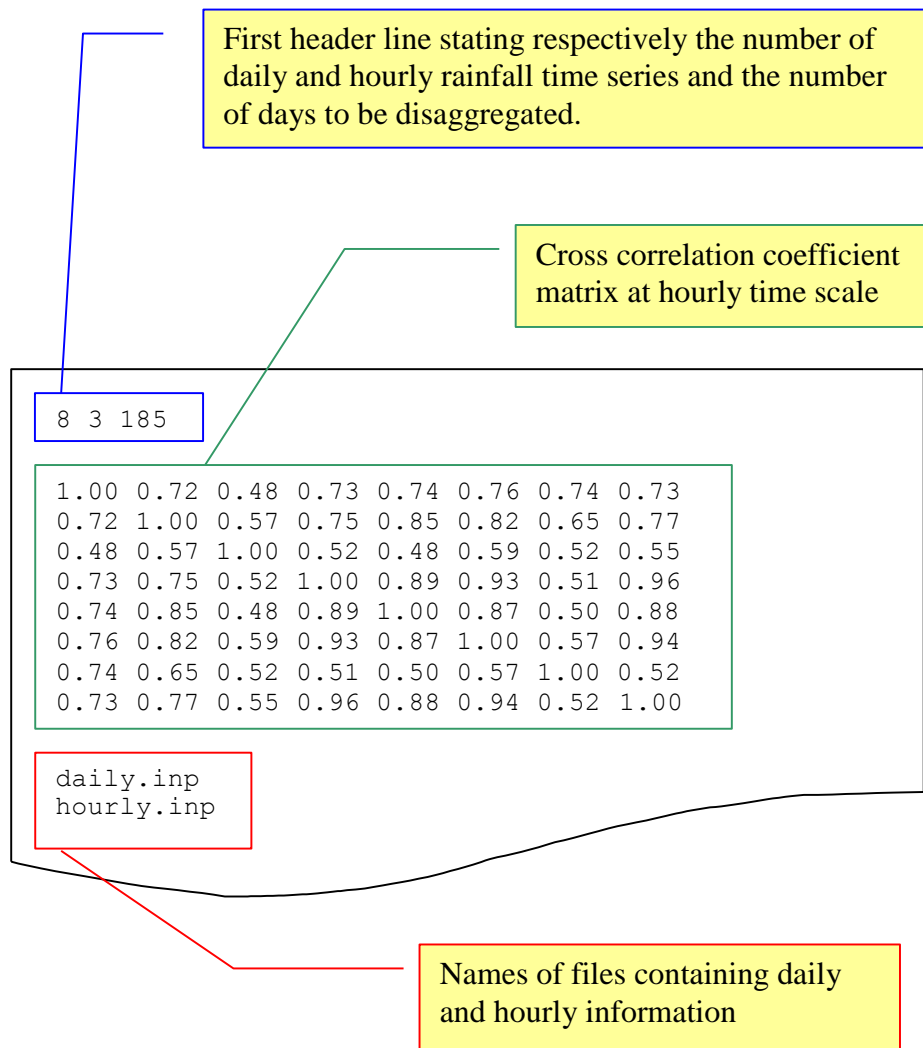 First header line stating respectively the number of
daily and hourly rainfall time series and the number
of days to be disaggregated.
Cross correlation coefficient
matrix at hourly time scale
8 3 185
1.00 0.72 0.48 0.73 0.74 0.76 0.74 0.73
0.72 1.00 0.57 0.75 0.85 0.82 0.65 0.77
0.48 0.57 1.00 0.52 0.48 0.59 0.52 0.55
0.73 0.75 0.52 1.00 0.89 0.93 0.51 0.96
0.74 0.85 0.48 0.89 1.00 0.87 0.50 0.88
0.76 0.82 0.59 0.93 0.87 1.00 0.57 0.94
0.74 0.65 0.52 0.51 0.50 0.57 1.00 0.52
0.73 0.77 0.55 0.96 0.88 0.94 0.52 1.00
daily.inp
hourly.inp
Names of files containing daily
and hourly information